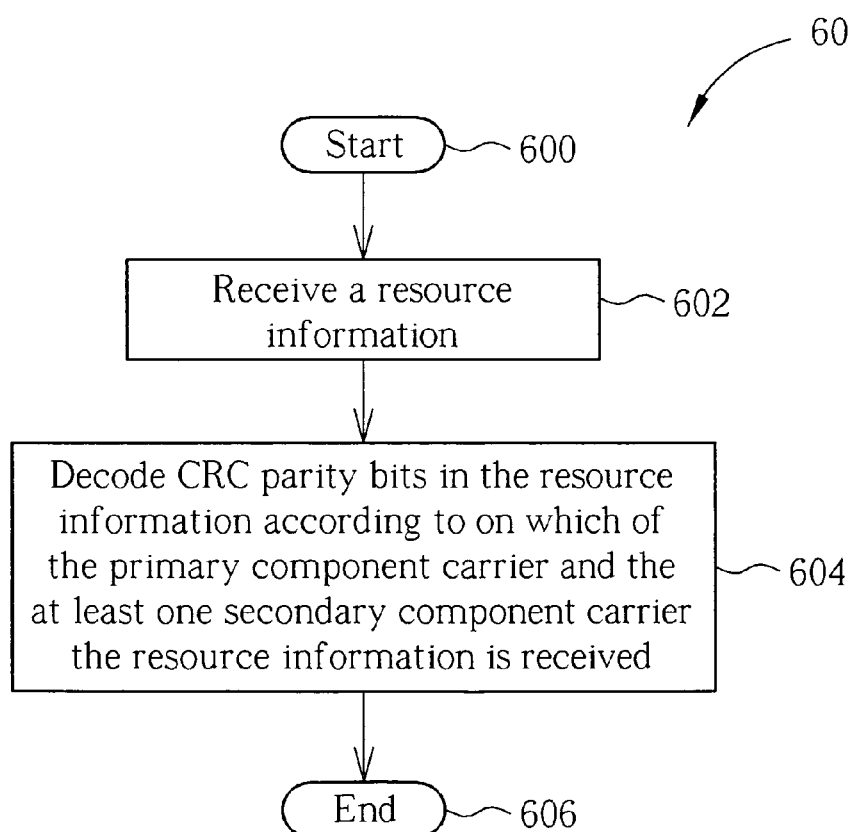 60
Start
600
Receive a resource
information
602
Decode CRC parity bits in the resource
information according to on which of
the primary component carrier and the
at least one secondary component carrier
the resource information is received
604
End
606